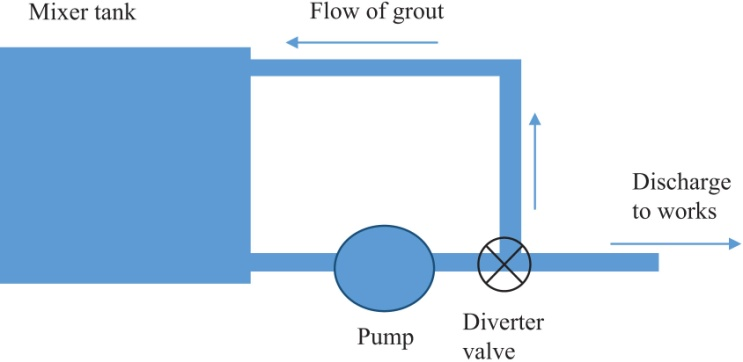 Mixer tank
Flow of grout
Discharge
to works
Pump
Diverter
valve